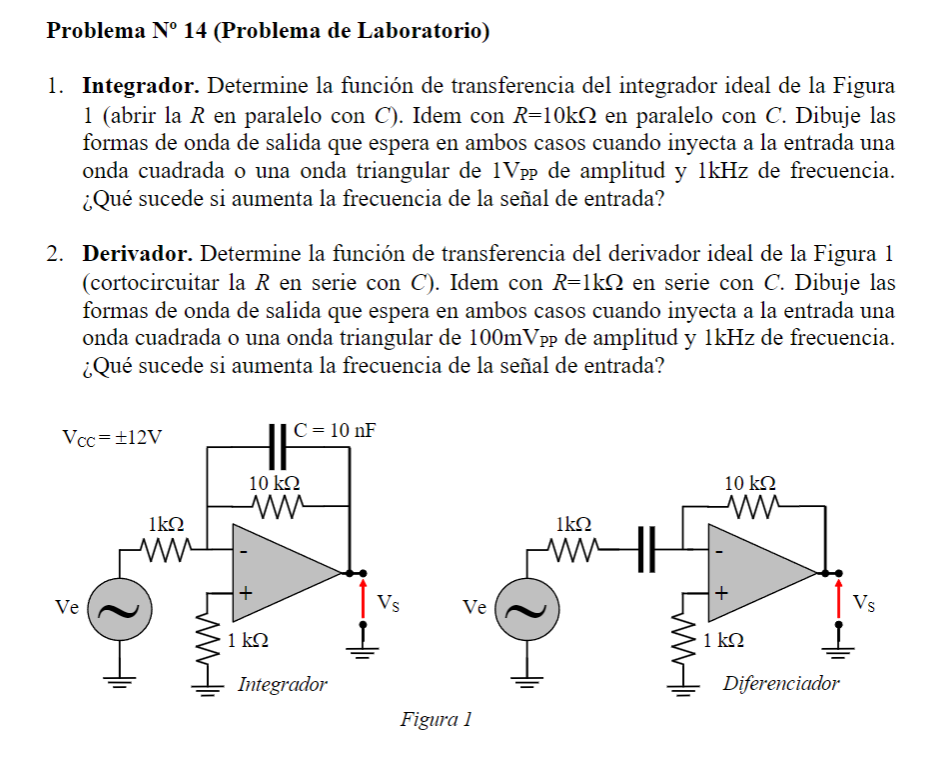 Problema Nº 14 (Problema de Laboratorio)
1. Integrador. Determine la función de transferencia del integrador ideal de la Figura
1 (abrir la R en paralelo con C). Idem con R=10kΩ en paralelo con C. Dibuje las
formas de onda de salida que espera en ambos casos cuando inyecta a la entrada una
onda cuadrada o una onda triangular de 1VPP de amplitud y 1kHz de frecuencia.
¿Qué sucede si aumenta la frecuencia de la señal de entrada?
2. Derivador. Determine la función de transferencia del derivador ideal de la Figura 1
(cortocircuitar la R en serie con C). Idem con R=1kΩ en serie con C. Dibuje las
formas de onda de salida que espera en ambos casos cuando inyecta a la entrada una
onda cuadrada o una onda triangular de 100mVPP de amplitud y 1kHz de frecuencia.
¿Qué sucede si aumenta la frecuencia de la señal de entrada?
VCC = ±12V
C = 10 nF
10 kΩ
1kΩ
-
+
Ve
VS
1 kΩ
Integrador
10 kΩ
1kΩ
-
+
Ve
VS
1 kΩ
Diferenciador
Figura 1